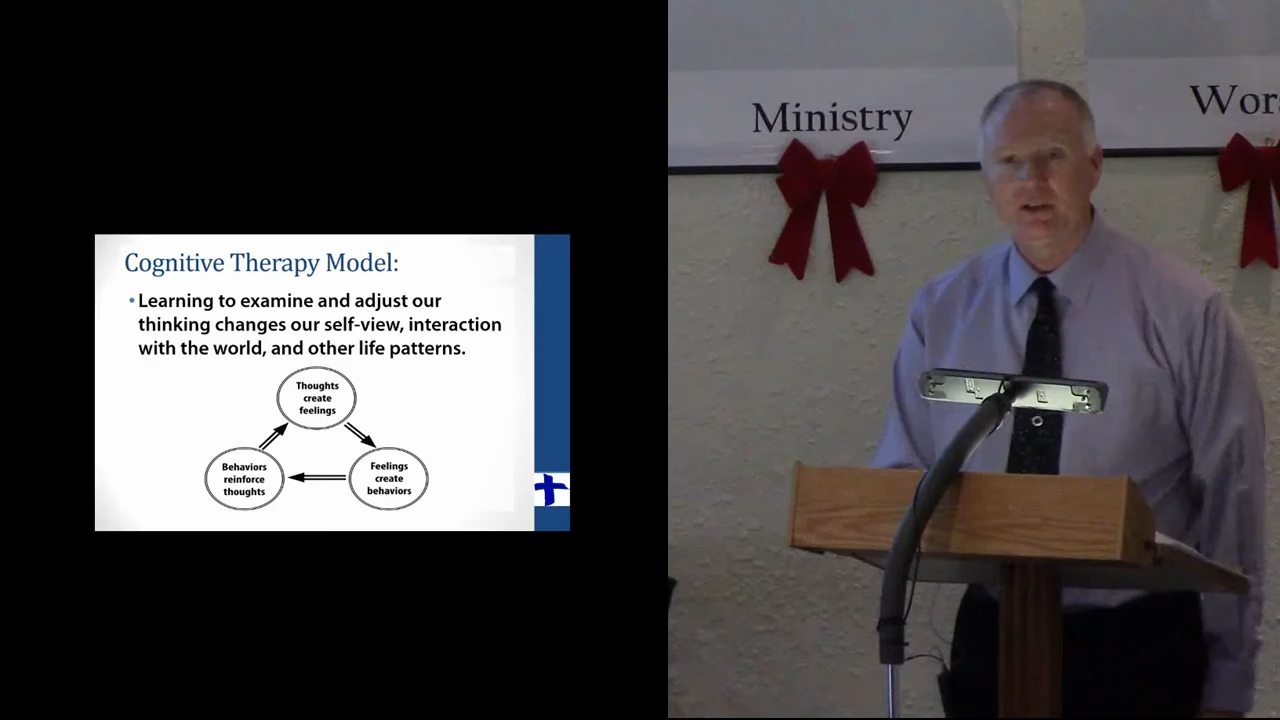 Cognitive Therapy Model:
• Learning to examine and adjust our
thinking changes our self-view, interaction
with the world, and other life patterns.
Thoughts
create
feelings
Behaviors
reinforce
thoughts
Feelings
create
behaviors
Ministry
Wor